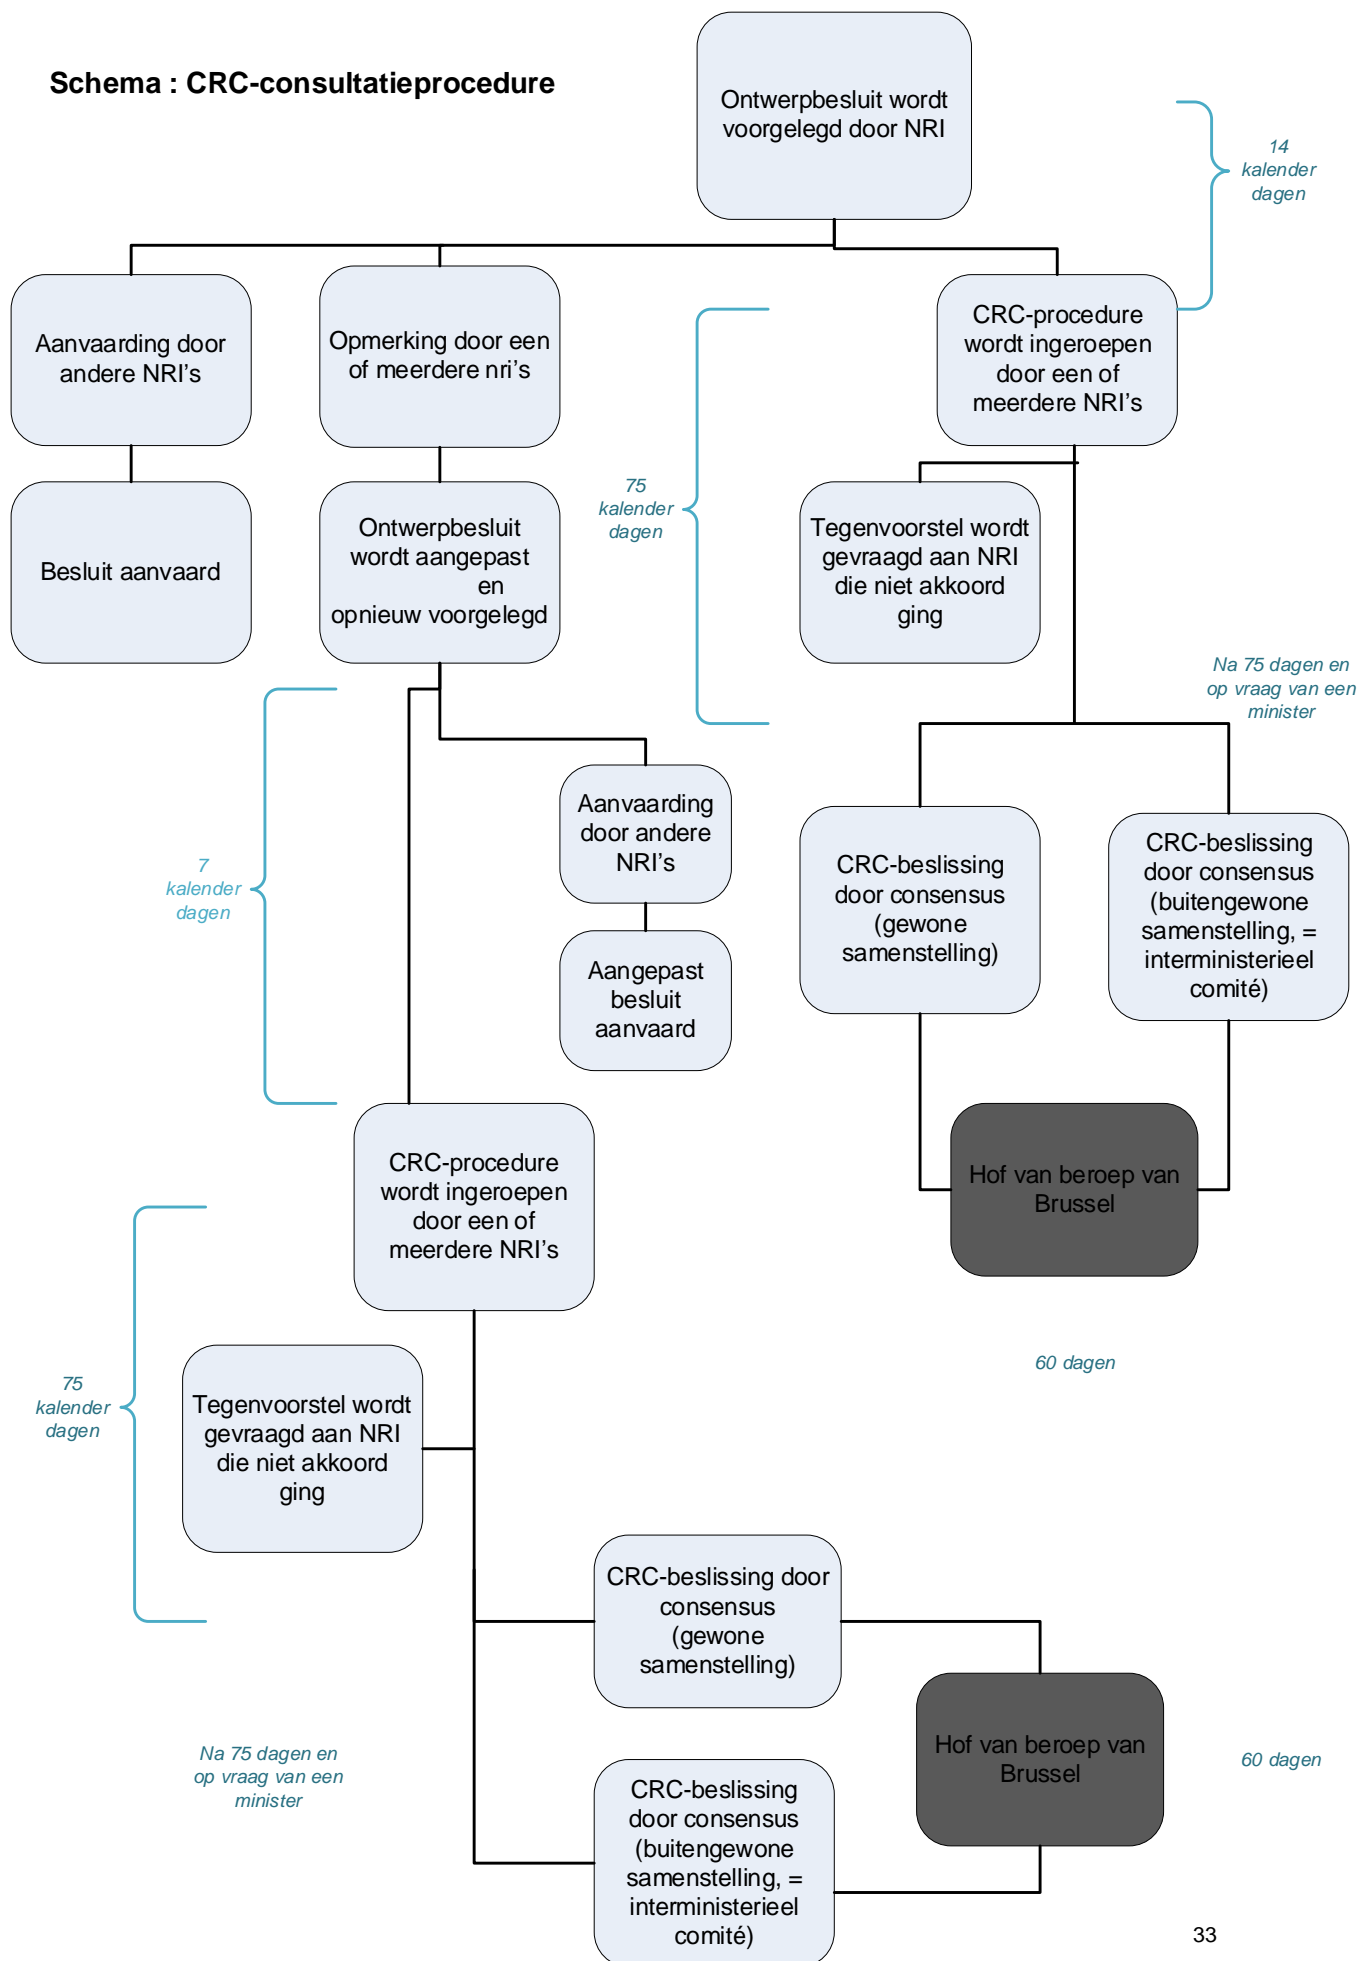 Schema : CRC-consultatieprocedure
Ontwerpbesluit wordt
voorgelegd door NRI
14
kalender
dagen
Aanvaarding door
andere NRI's
Opmerking door een
of meerdere nri's
CRC-procedure
wordt ingeroepen
door een of
meerdere NRI's
75
kalender
dagen
Besluit aanvaard
Ontwerpbesluit
wordt aangepast
en
opnieuw voorgelegd
Tegenvoorstel wordt
gevraagd aan NRI
die niet akkoord
ging
Na 75 dagen en
op vraag van een
minister
7
kalender
dagen
Aanvaarding
door andere
NRI's
CRC-beslissing
door consensus
(gewone
samenstelling)
CRC-beslissing
door consensus
(buitengewone
samenstelling, =
interministerieel
comité)
Aangepast
besluit
aanvaard
CRC-procedure
wordt ingeroepen
door een of
meerdere NRI's
Hof van beroep van
Brussel
60 dagen
75
kalender
dagen
Tegenvoorstel wordt
gevraagd aan NRI
die niet akkoord
ging
CRC-beslissing door
consensus
(gewone
samenstelling)
Na 75 dagen en
op vraag van een
minister
Hof van beroep van
Brussel
60 dagen
CRC-beslissing
door consensus
(buitengewone
samenstelling, =
interministerieel
comité)
33